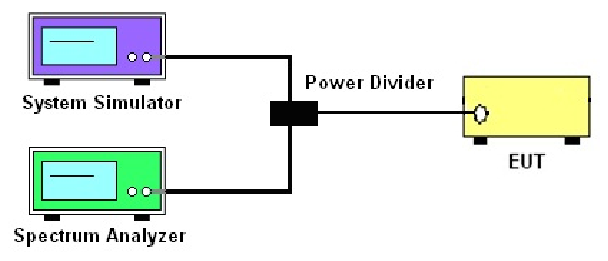 System Simulator
Power Divider
EUT
Spectrum Analyzer